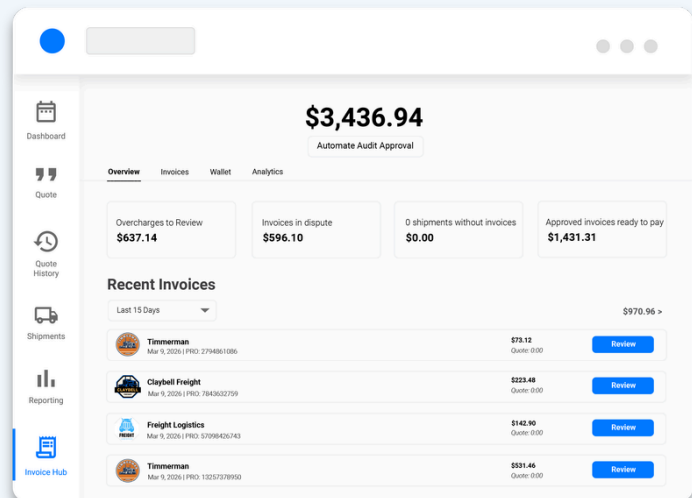 $3,436.94
Automate Audit Approval
Dashboard
Quote
Quote
History
Shipments
Reporting
Invoice Hub
Overview Invoices Wallet Analytics
Overcharges to Review
$637.14
Invoices in dispute
$596.10
0 shipments without invoices
$0.00
Approved invoices ready to pay
$1,431.31
Recent Invoices
Last 15 Days
$970.96 >
Timmerman
Mar 9, 2026 | PRO: 2794861086
$73.12
Quote: 0:00
Review
CLAYBELL
Claybell Freight
Mar 9, 2026 | PRO: 7843632759
$223.48
Quote: 0:00
Review
FREIGHT
Freight Logistics
Mar 9, 2026 | PRO: 57098426743
$142.90
Quote: 0:00
Review
Timmerman
Mar 9, 2026 | PRO: 13257378950
$531.46
Quote: 0:00
Review